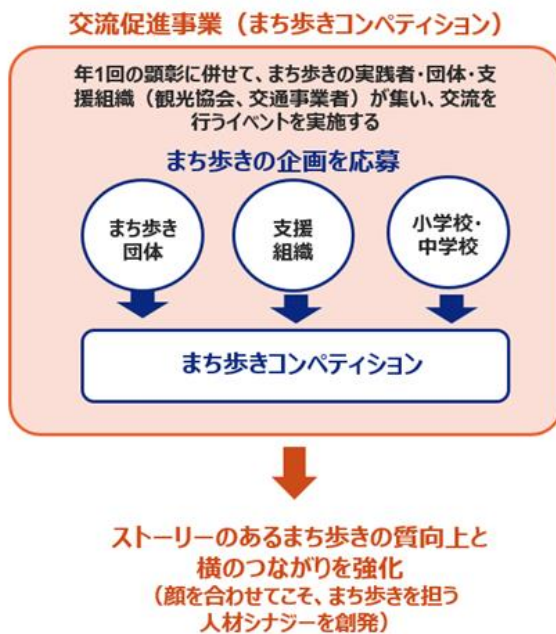 交流促進事業（まち歩きコンペティション）
年1回の顕彰に併せて、まち歩きの実践者・団体・支
援組織（観光協会、交通事業者）が集い、交流を
行うイベントを実施する
まち歩きの企画を応募
まち歩き
団体
支援
組織
小学校・
中学校
まち歩きコンペティション
ストーリーのあるまち歩きの質向上と
横のつながりを強化
（顔を合わせてこそ、まち歩きを担う
人材シナジーを創発）